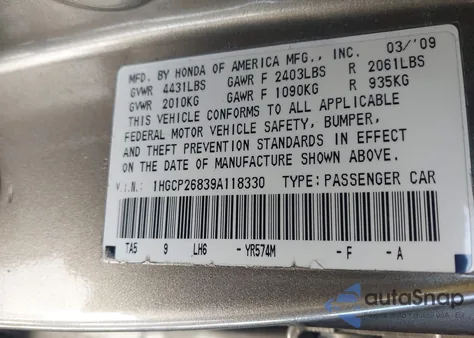 MFD. BY HONDA OF AMERICA MFG., INC. 03/'09
GVWR 4431LBS GAWR F 2403LBS R 2061LBS
GVWR 2010KG GAWR F 1090KG R 935KG
THIS VEHICLE CONFORMS TO ALL APPLICABLE
FEDERAL MOTOR VEHICLE SAFETY, BUMPER,
AND THEFT PREVENTION STANDARDS IN EFFECT
ON THE DATE OF MANUFACTURE SHOWN ABOVE.
V.I.N.: 1HGCP26839A118330 TYPE: PASSENGER CAR
TA5 9 LH6 - YR574M - F - A
autoSnap